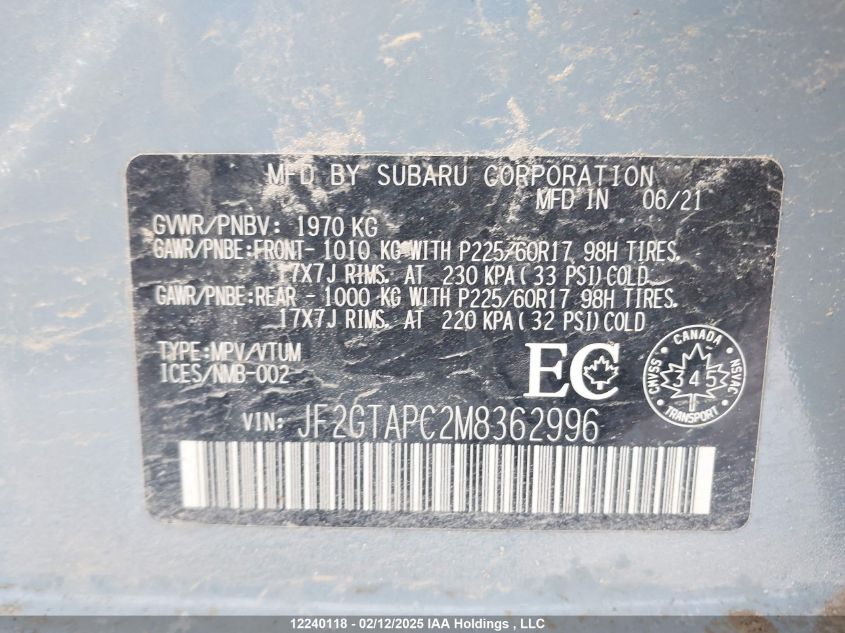 MFD BY SUBARU CORPORATION
MFD IN 06/21
GVWR/PNBV: 1970 KG
GAWR/PNBE:FRONT- 1010 KG WITH P225/60R17 98H TIRES.
17X7J RIMS. AT 230 KPA(33 PSI)COLD
GAWR/PNBE:REAR - 1000 KG WITH P225/60R17 98H TIRES.
17X7J RIMS. AT 220 KPA(32 PSI)COLD
TYPE:MPV/VTUM
ICES/NMB-002
EC
CANADA
CMVSS
NSVAC
345
TRANSPORT
VIN: JF2GTAPC2M8362996
12240118 - 02/12/2025 IAA Holdings , LLC